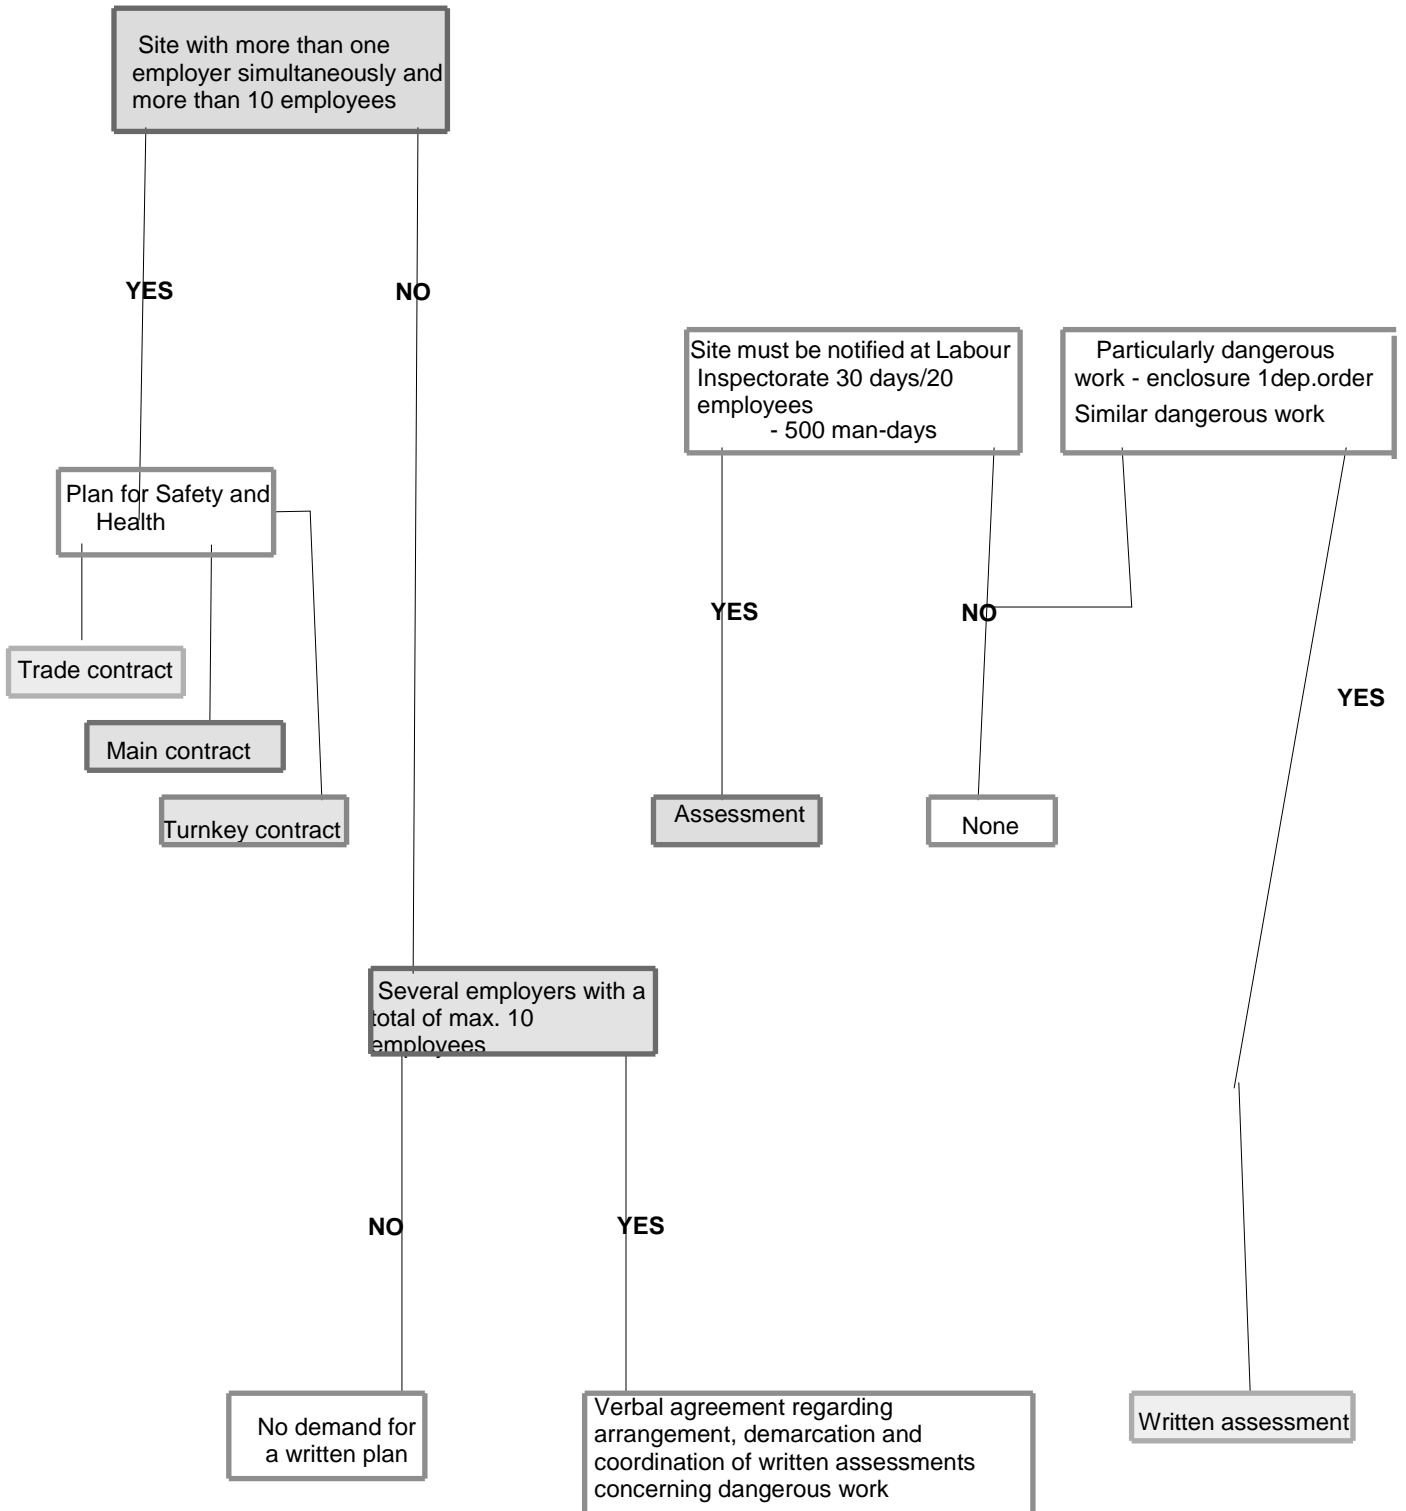 Site with more than one
employer simultaneously and
more than 10 employees
YES
NO
Site must be notified at Labour
Inspectorate 30 days/20
employees
- 500 man-days
Particularly dangerous
work - enclosure 1dep.order
Similar dangerous work
Plan for Safety and
Health
YES
NO
Trade contract
YES
Main contract
Turnkey contract
Assessment
None
Several employers with a
total of max. 10
employees
NO
YES
No demand for
a written plan
Verbal agreement regarding
arrangement, demarcation and
coordination of written assessments
concerning dangerous work
Written assessment